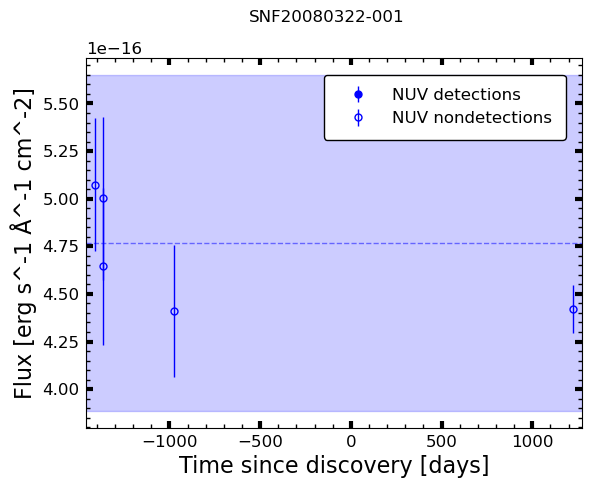 SNF20080322-001
1e−16
NUV detections
NUV nondetections
5.50
5.25
5.00
4.75
4.50
4.25
4.00
Flux [erg s^-1 Å^-1 cm^-2]
−1000 −500 0 500 1000
Time since discovery [days]